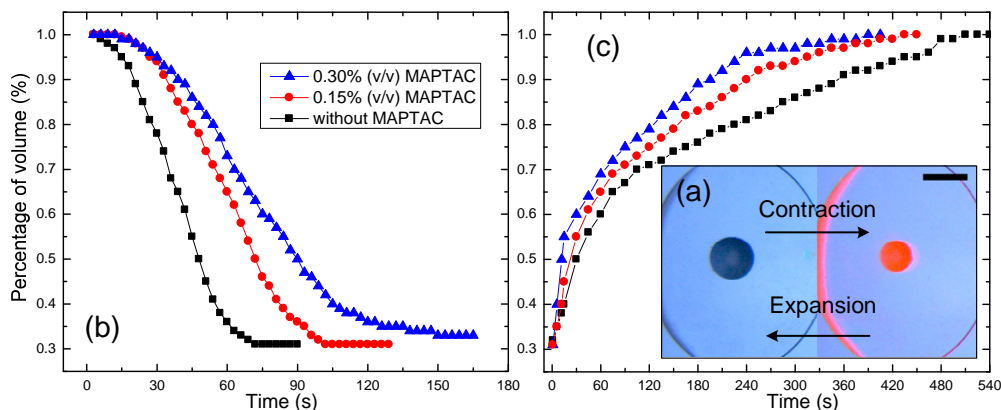 Percentage of volume (%)
1.0
0.9
0.8
0.7
0.6
0.5
0.4
0.3
0.30% (v/v) MAPTAC
0.15% (v/v) MAPTAC
without MAPTAC
(b)
0 30 60 90 120 150 180
Time (s)
(c)
1.0
0.9
0.8
0.7
0.6
0.5
0.4
0.3
(a)
Contraction
Expansion
0 60 120 180 240 300 360 420 480 540
Time (s)